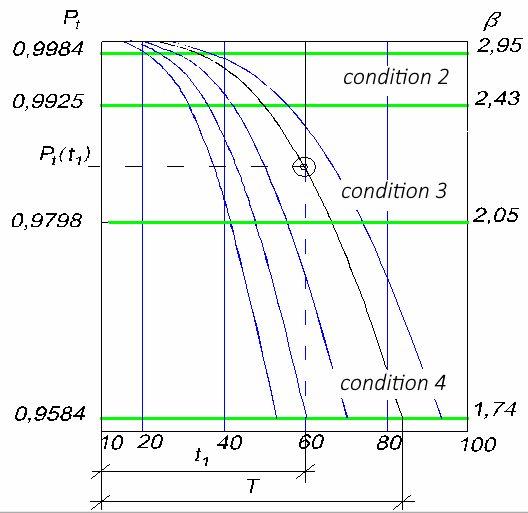 Pt β
0,9984 2,95
condition 2
0,9925 2,43
Pt(t1)
condition 3
0,9798 2,05
condition 4
0,9584 1,74
10 20 40 60 80 100
t1
T